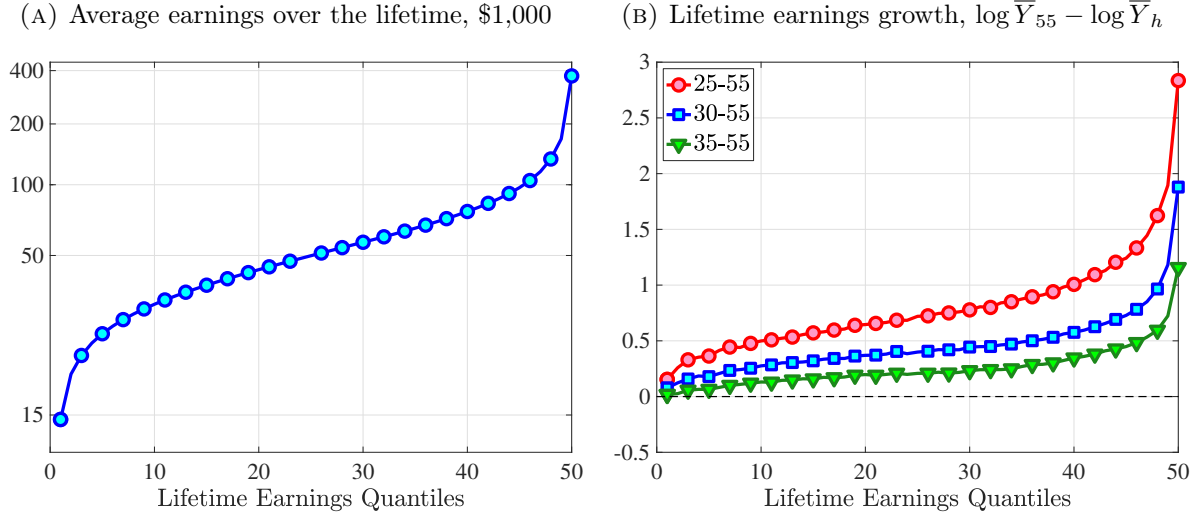 (A) Average earnings over the lifetime, $1,000
400
200
100
50
15
0 10 20 30 40 50
Lifetime Earnings Quantiles
(B) Lifetime earnings growth, log Y̅₅₅ − log Y̅ₕ
3
2.5
2
1.5
1
0.5
0
-0.5
25-55
30-55
35-55
0 10 20 30 40 50
Lifetime Earnings Quantiles